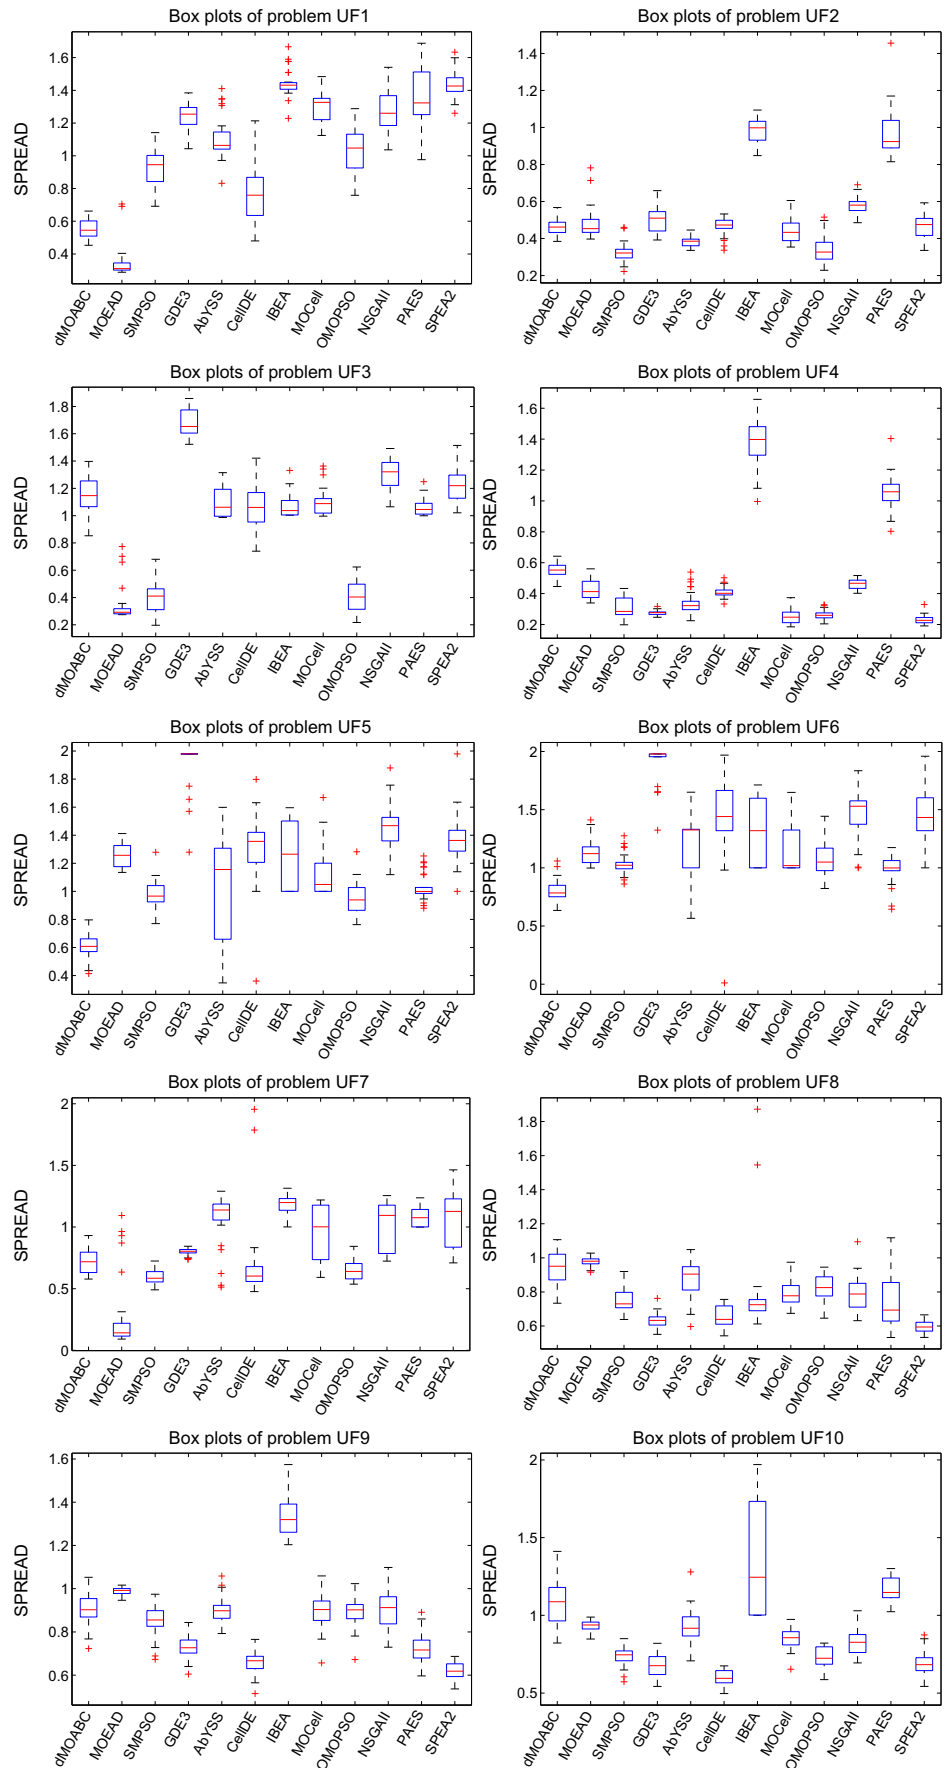 Box plots of problem UF1
SPREAD
1.6
1.4
1.2
1
0.8
0.6
0.4
dMOABC
MOEAD
SMPSO
GDE3
AbYSS
CellDE
IBEA
MOCell
OMOPSO
NSGAII
PAES
SPEA2
Box plots of problem UF2
SPREAD
1.4
1.2
1
0.8
0.6
0.4
0.2
dMOABC
MOEAD
SMPSO
GDE3
AbYSS
CellDE
IBEA
MOCell
OMOPSO
NSGAII
PAES
SPEA2
Box plots of problem UF3
SPREAD
1.8
1.6
1.4
1.2
1
0.8
0.6
0.4
0.2
dMOABC
MOEAD
SMPSO
GDE3
AbYSS
CellDE
IBEA
MOCell
OMOPSO
NSGAII
PAES
SPEA2
Box plots of problem UF4
SPREAD
1.6
1.4
1.2
1
0.8
0.6
0.4
0.2
dMOABC
MOEAD
SMPSO
GDE3
AbYSS
CellDE
IBEA
MOCell
OMOPSO
NSGAII
PAES
SPEA2
Box plots of problem UF5
SPREAD
2
1.8
1.6
1.4
1.2
1
0.8
0.6
0.4
dMOABC
MOEAD
SMPSO
GDE3
AbYSS
CellDE
IBEA
MOCell
OMOPSO
NSGAII
PAES
SPEA2
Box plots of problem UF6
SPREAD
2
1.5
1
0.5
0
dMOABC
MOEAD
SMPSO
GDE3
AbYSS
CellDE
IBEA
MOCell
OMOPSO
NSGAII
PAES
SPEA2
Box plots of problem UF7
SPREAD
2
1.5
1
0.5
0
dMOABC
MOEAD
SMPSO
GDE3
AbYSS
CellDE
IBEA
MOCell
OMOPSO
NSGAII
PAES
SPEA2
Box plots of problem UF8
SPREAD
1.8
1.6
1.4
1.2
1
0.8
0.6
dMOABC
MOEAD
SMPSO
GDE3
AbYSS
CellDE
IBEA
MOCell
OMOPSO
NSGAII
PAES
SPEA2
Box plots of problem UF9
SPREAD
1.6
1.4
1.2
1
0.8
0.6
dMOABC
MOEAD
SMPSO
GDE3
AbYSS
CellDE
IBEA
MOCell
OMOPSO
NSGAII
PAES
SPEA2
Box plots of problem UF10
SPREAD
2
1.5
1
0.5
dMOABC
MOEAD
SMPSO
GDE3
AbYSS
CellDE
IBEA
MOCell
OMOPSO
NSGAII
PAES
SPEA2